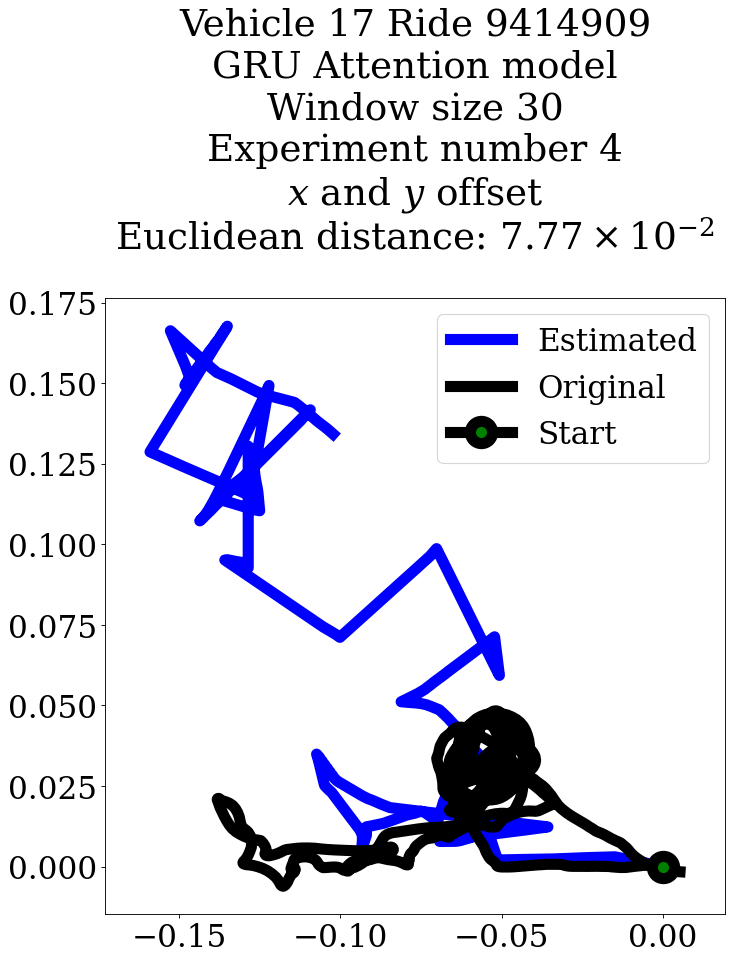 Vehicle 17 Ride 9414909
GRU Attention model
Window size 30
Experiment number 4
x and y offset
Euclidean distance: 7.77 × 10⁻²
0.175
0.150
0.125
0.100
0.075
0.050
0.025
0.000
Estimated
Original
Start
−0.15 −0.10 −0.05 0.00